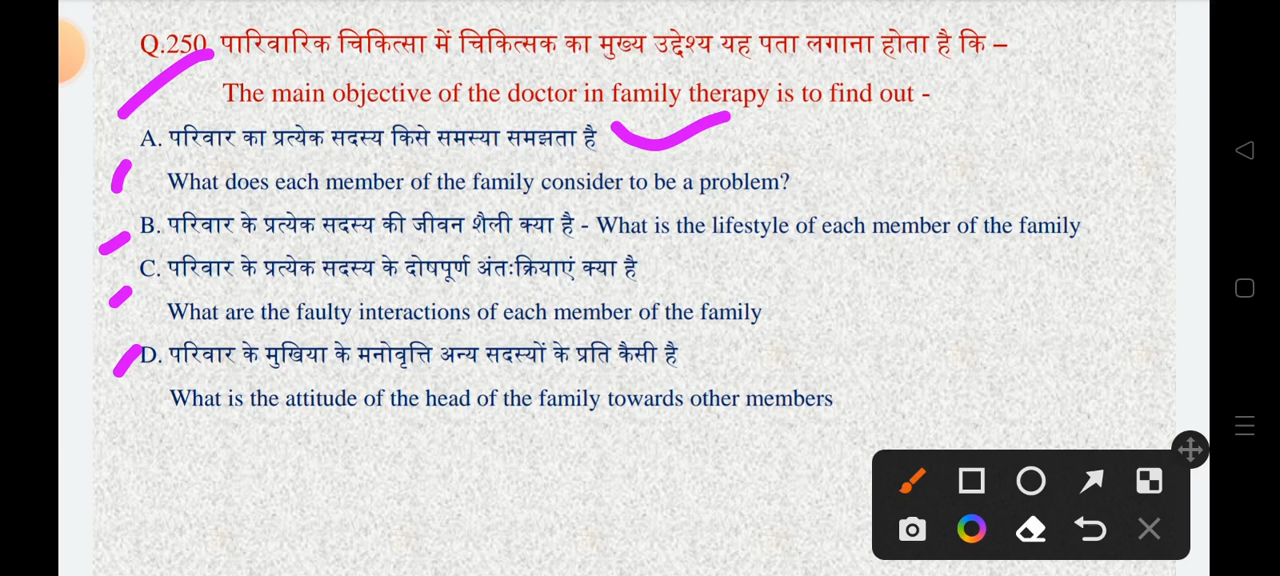 Q.250. पारिवारिक चिकित्सा में चिकित्सक का मुख्य उद्देश्य यह पता लगाना होता है कि –
The main objective of the doctor in family therapy is to find out -
A. परिवार का प्रत्येक सदस्य किसे समस्या समझता है
What does each member of the family consider to be a problem?
B. परिवार के प्रत्येक सदस्य की जीवन शैली क्या है - What is the lifestyle of each member of the family
C. परिवार के प्रत्येक सदस्य के दोषपूर्ण अंतःक्रियाएं क्या है
What are the faulty interactions of each member of the family
D. परिवार के मुखिया के मनोवृत्ति अन्य सदस्यों के प्रति कैसी है
What is the attitude of the head of the family towards other members